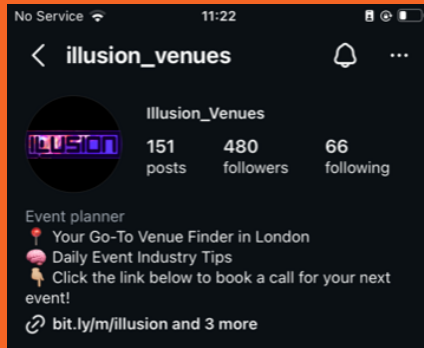 No Service 11:22
illusion_venues ...
ILLUSION
Illusion_Venues
151 480 66
posts followers following
Event planner
📍 Your Go-To Venue Finder in London
🧠 Daily Event Industry Tips
👇🏼 Click the link below to book a call for your next
event!
bit.ly/m/illusion and 3 more